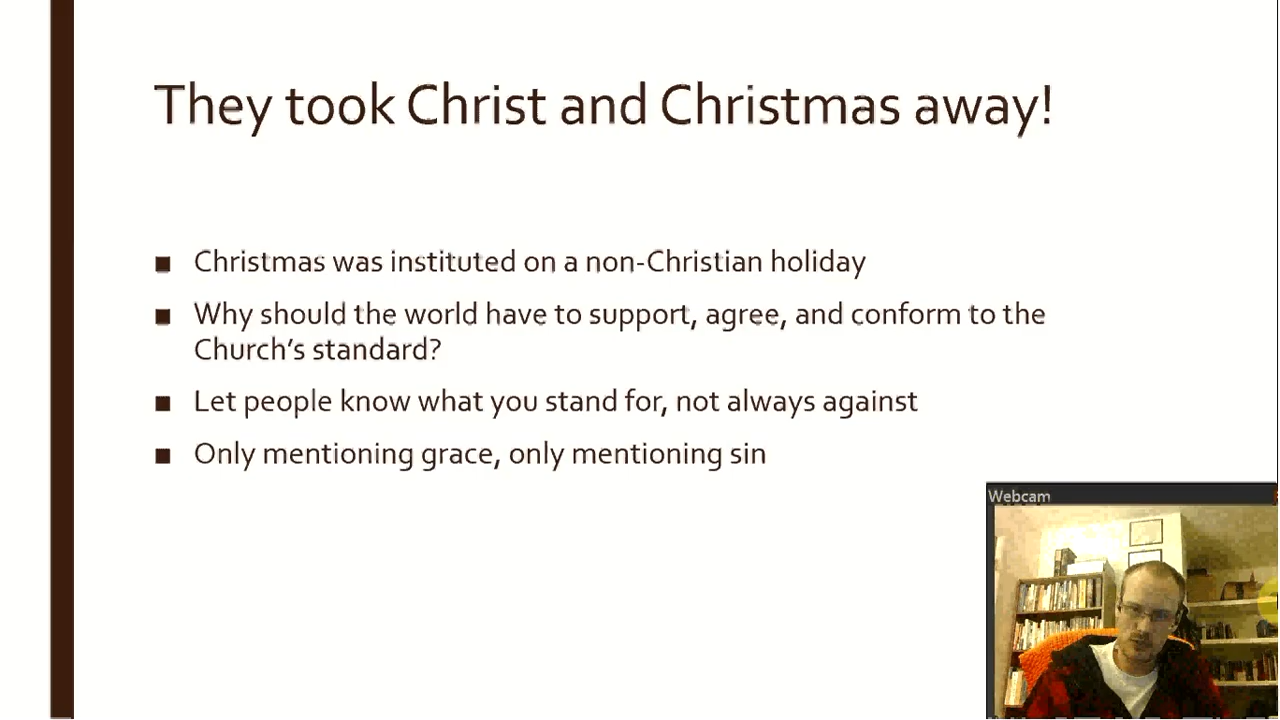 They took Christ and Christmas away!
■ Christmas was instituted on a non-Christian holiday
■ Why should the world have to support, agree, and conform to the
Church's standard?
■ Let people know what you stand for, not always against
■ Only mentioning grace, only mentioning sin
Webcam